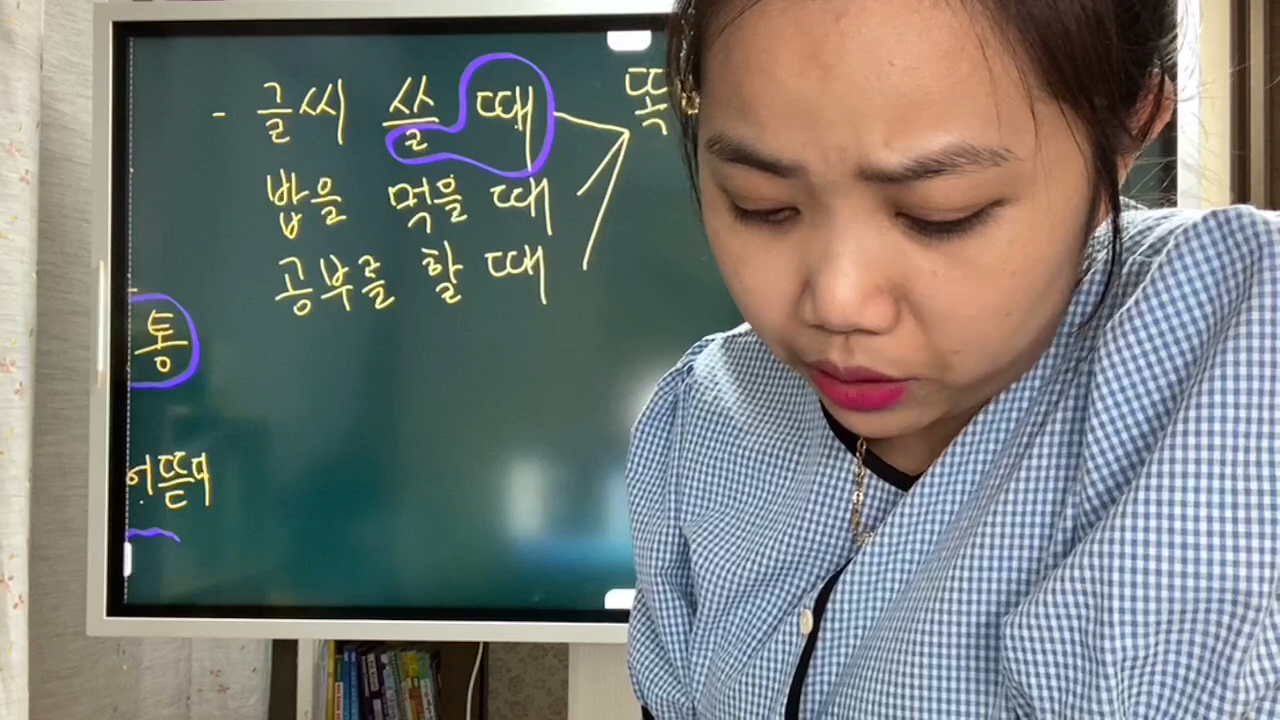 - 글씨 쓸 때
똑
밥을 먹을 때
공부를 할 때
통